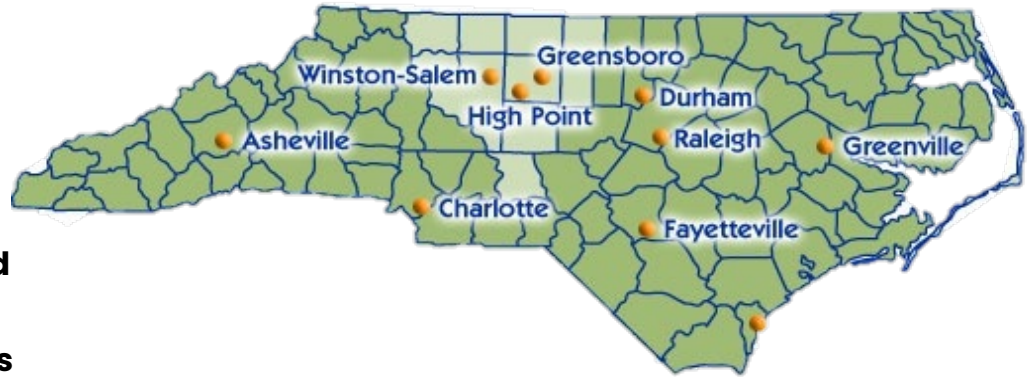 Greensboro
Winston-Salem
High Point
Durham
Raleigh
Greenville
Asheville
Charlotte
Fayetteville
d
s